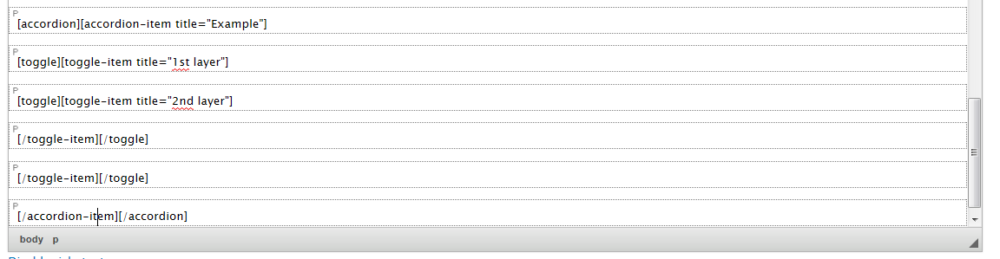 P
[accordion][accordion-item title="Example"]
P
[toggle][toggle-item title="1st layer"]
P
[toggle][toggle-item title="2nd layer"]
P
[/toggle-item][/toggle]
P
[/toggle-item][/toggle]
P
[/accordion-item][/accordion]
body p